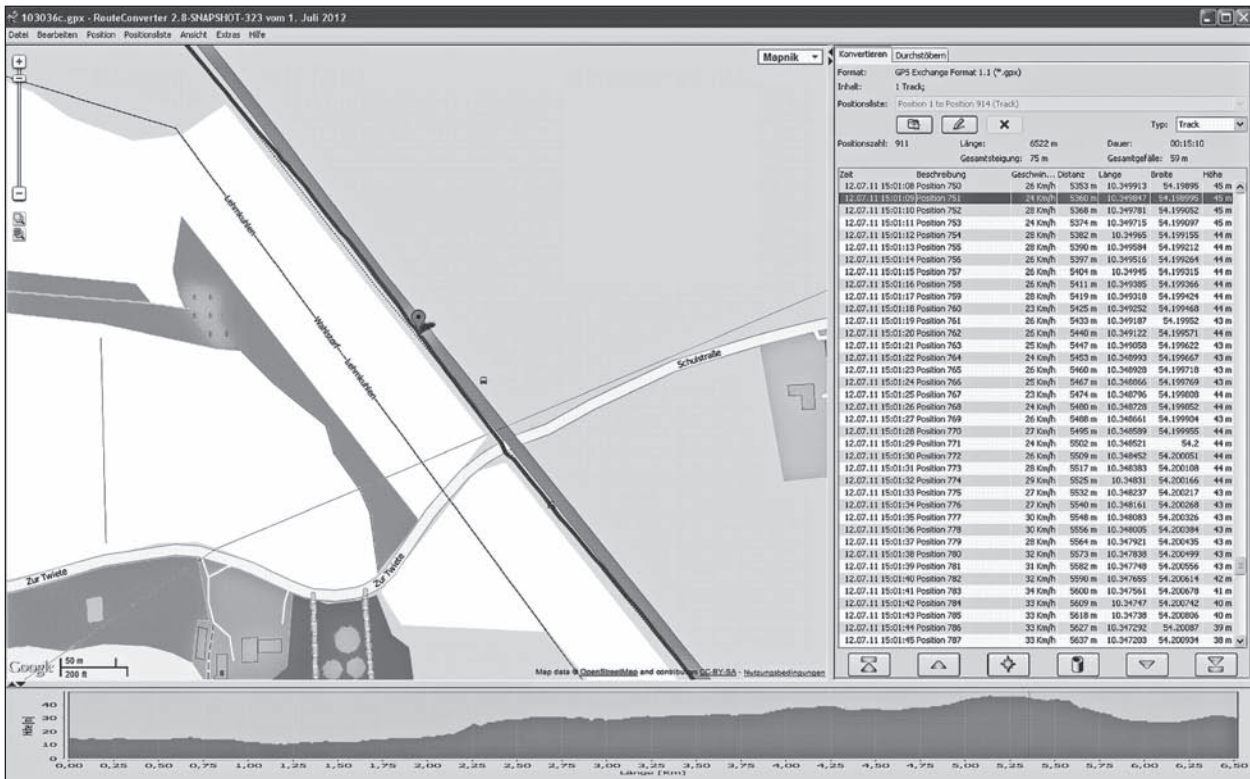 103036c.gpx - RouteConverter 2.8-SNAPSHOT-323 vom 1. Juli 2012
Datei Bearbeiten Position Positionsliste Ansicht Extras Hilfe
Mapnik
Lehmkuhlen
Wahlstorf
Lehmkuhlen
Schulstraße
Zur Twiete
Zur Twiete
Google
50 m
200 ft
Map data © OpenStreetMap and contributors CC-BY-SA - Nutzungsbedingungen
Konvertieren Durchstöbern
Format: GPS Exchange Format 1.1 (*.gpx)
Inhalt: 1 Track;
Positionsliste: Position 1 to Position 914 (Track)
Typ: Track
Positionszahl: 911 Länge: 6522 m Dauer: 00:15:10
Gesamtsteigung: 75 m Gesamtgefälle: 59 m
Zeit Beschreibung Geschwin... Distanz Länge Breite Höhe
12.07.11 15:01:08 Position 750 26 Km/h 5353 m 10.349913 54.19895 45 m
12.07.11 15:01:09 Position 751 24 Km/h 5360 m 10.349847 54.198995 45 m
12.07.11 15:01:10 Position 752 28 Km/h 5368 m 10.349781 54.199052 45 m
12.07.11 15:01:11 Position 753 24 Km/h 5374 m 10.349715 54.199097 45 m
12.07.11 15:01:12 Position 754 28 Km/h 5382 m 10.34965 54.199155 44 m
12.07.11 15:01:13 Position 755 28 Km/h 5390 m 10.349584 54.199212 44 m
12.07.11 15:01:14 Position 756 26 Km/h 5397 m 10.349516 54.199264 44 m
12.07.11 15:01:15 Position 757 26 Km/h 5404 m 10.34945 54.199315 44 m
12.07.11 15:01:16 Position 758 26 Km/h 5411 m 10.349385 54.199366 44 m
12.07.11 15:01:17 Position 759 28 Km/h 5419 m 10.349318 54.199424 44 m
12.07.11 15:01:18 Position 760 23 Km/h 5425 m 10.349252 54.199468 44 m
12.07.11 15:01:19 Position 761 26 Km/h 5433 m 10.349187 54.19952 43 m
12.07.11 15:01:20 Position 762 26 Km/h 5440 m 10.349122 54.199571 44 m
12.07.11 15:01:21 Position 763 25 Km/h 5447 m 10.349058 54.199622 43 m
12.07.11 15:01:22 Position 764 24 Km/h 5453 m 10.348993 54.199667 43 m
12.07.11 15:01:23 Position 765 26 Km/h 5460 m 10.348928 54.199718 43 m
12.07.11 15:01:24 Position 766 25 Km/h 5467 m 10.348866 54.199769 43 m
12.07.11 15:01:25 Position 767 23 Km/h 5474 m 10.348796 54.199808 44 m
12.07.11 15:01:26 Position 768 24 Km/h 5480 m 10.348728 54.199852 44 m
12.07.11 15:01:27 Position 769 26 Km/h 5488 m 10.348661 54.199904 43 m
12.07.11 15:01:28 Position 770 27 Km/h 5495 m 10.348589 54.199955 44 m
12.07.11 15:01:29 Position 771 24 Km/h 5502 m 10.348521 54.2 44 m
12.07.11 15:01:30 Position 772 26 Km/h 5509 m 10.348452 54.200051 44 m
12.07.11 15:01:31 Position 773 28 Km/h 5517 m 10.348383 54.200108 44 m
12.07.11 15:01:32 Position 774 29 Km/h 5525 m 10.34831 54.200166 44 m
12.07.11 15:01:33 Position 775 27 Km/h 5532 m 10.348237 54.200217 43 m
12.07.11 15:01:34 Position 776 27 Km/h 5540 m 10.348161 54.200268 43 m
12.07.11 15:01:35 Position 777 30 Km/h 5548 m 10.348083 54.200326 43 m
12.07.11 15:01:36 Position 778 30 Km/h 5556 m 10.348005 54.200384 43 m
12.07.11 15:01:37 Position 779 28 Km/h 5564 m 10.347921 54.200435 43 m
12.07.11 15:01:38 Position 780 32 Km/h 5573 m 10.347838 54.200499 43 m
12.07.11 15:01:39 Position 781 31 Km/h 5582 m 10.347748 54.200556 43 m
12.07.11 15:01:40 Position 782 32 Km/h 5590 m 10.347655 54.200614 42 m
12.07.11 15:01:41 Position 783 34 Km/h 5600 m 10.347561 54.200678 41 m
12.07.11 15:01:42 Position 784 33 Km/h 5609 m 10.34747 54.200742 40 m
12.07.11 15:01:43 Position 785 33 Km/h 5618 m 10.34738 54.200806 40 m
12.07.11 15:01:44 Position 786 33 Km/h 5627 m 10.347292 54.20087 39 m
12.07.11 15:01:45 Position 787 33 Km/h 5637 m 10.347203 54.200934 38 m
Höhe [m]
40
30
20
10
0
0,00 0,25 0,50 0,75 1,00 1,25 1,50 1,75 2,00 2,25 2,50 2,75 3,00 3,25 3,50 3,75 4,00 4,25 4,50 4,75 5,00 5,25 5,50 5,75 6,00 6,25 6,50
Länge [Km]